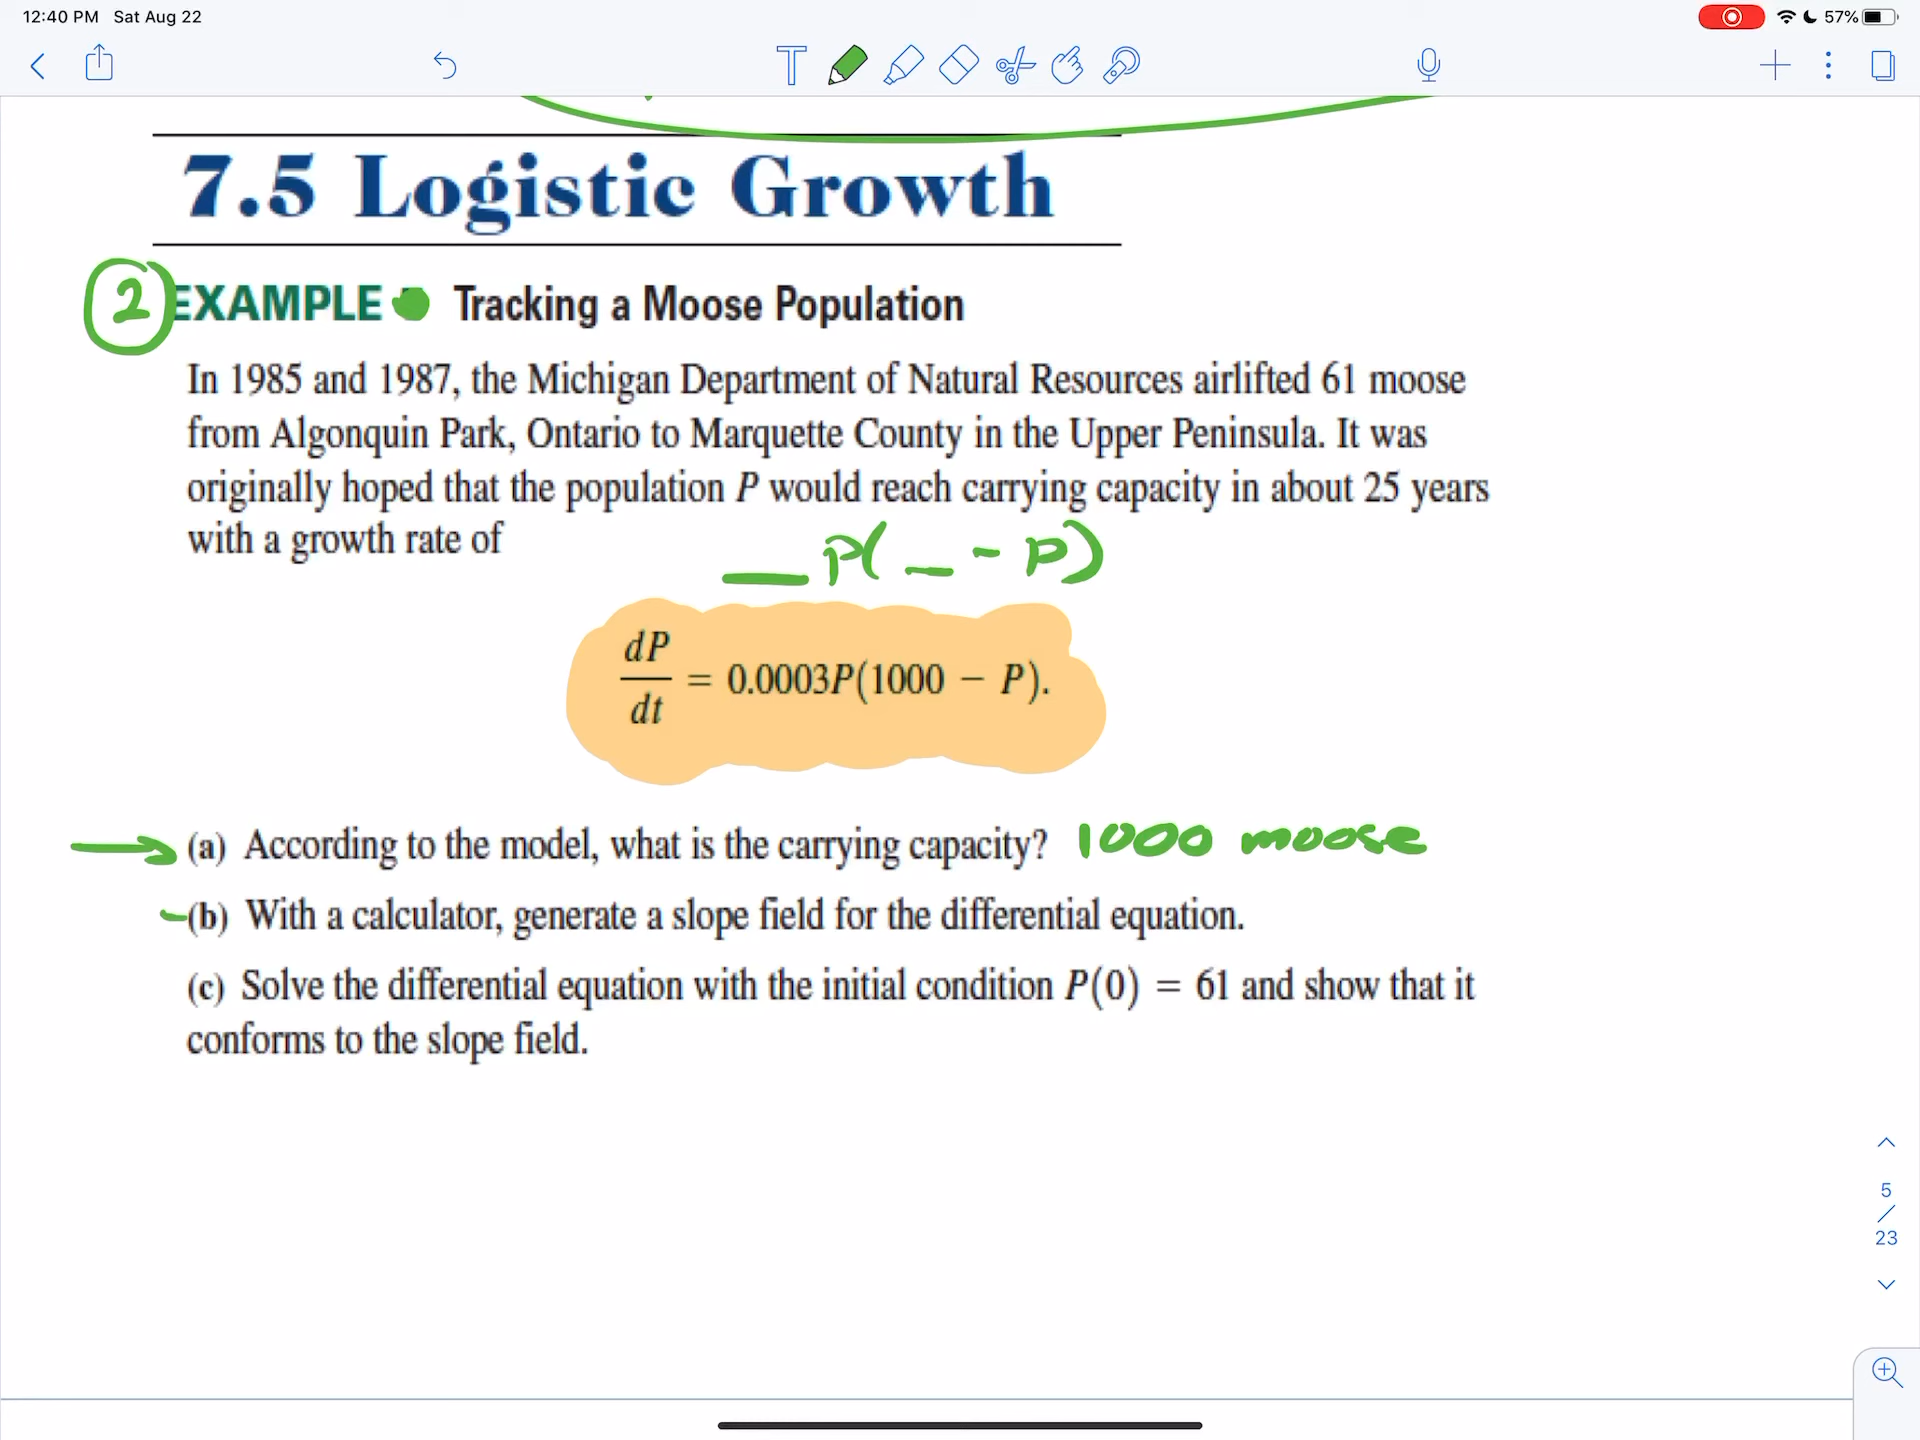 12:40 PM Sat Aug 22
57%
7.5 Logistic Growth
2 EXAMPLE Tracking a Moose Population
In 1985 and 1987, the Michigan Department of Natural Resources airlifted 61 moose
from Algonquin Park, Ontario to Marquette County in the Upper Peninsula. It was
originally hoped that the population P would reach carrying capacity in about 25 years
with a growth rate of
__ P( _ - P)
dP/dt = 0.0003P(1000 − P).
(a) According to the model, what is the carrying capacity? 1000 moose
(b) With a calculator, generate a slope field for the differential equation.
(c) Solve the differential equation with the initial condition P(0) = 61 and show that it
conforms to the slope field.
5
/
23